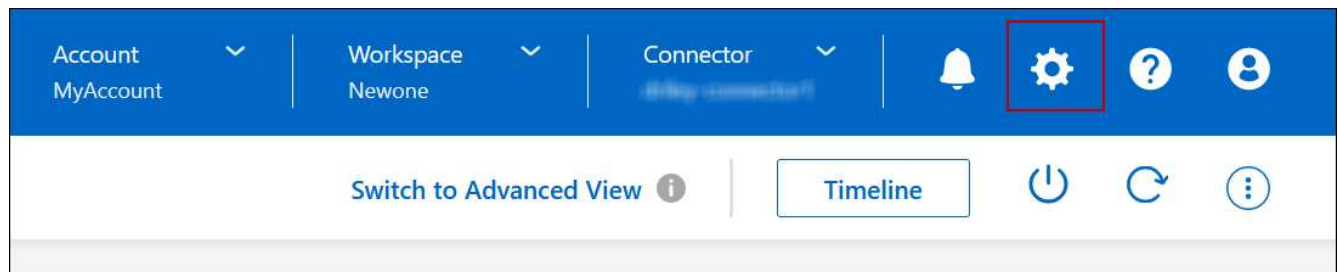 Account
MyAccount
Workspace
Newone
Connector
Switch to Advanced View
Timeline